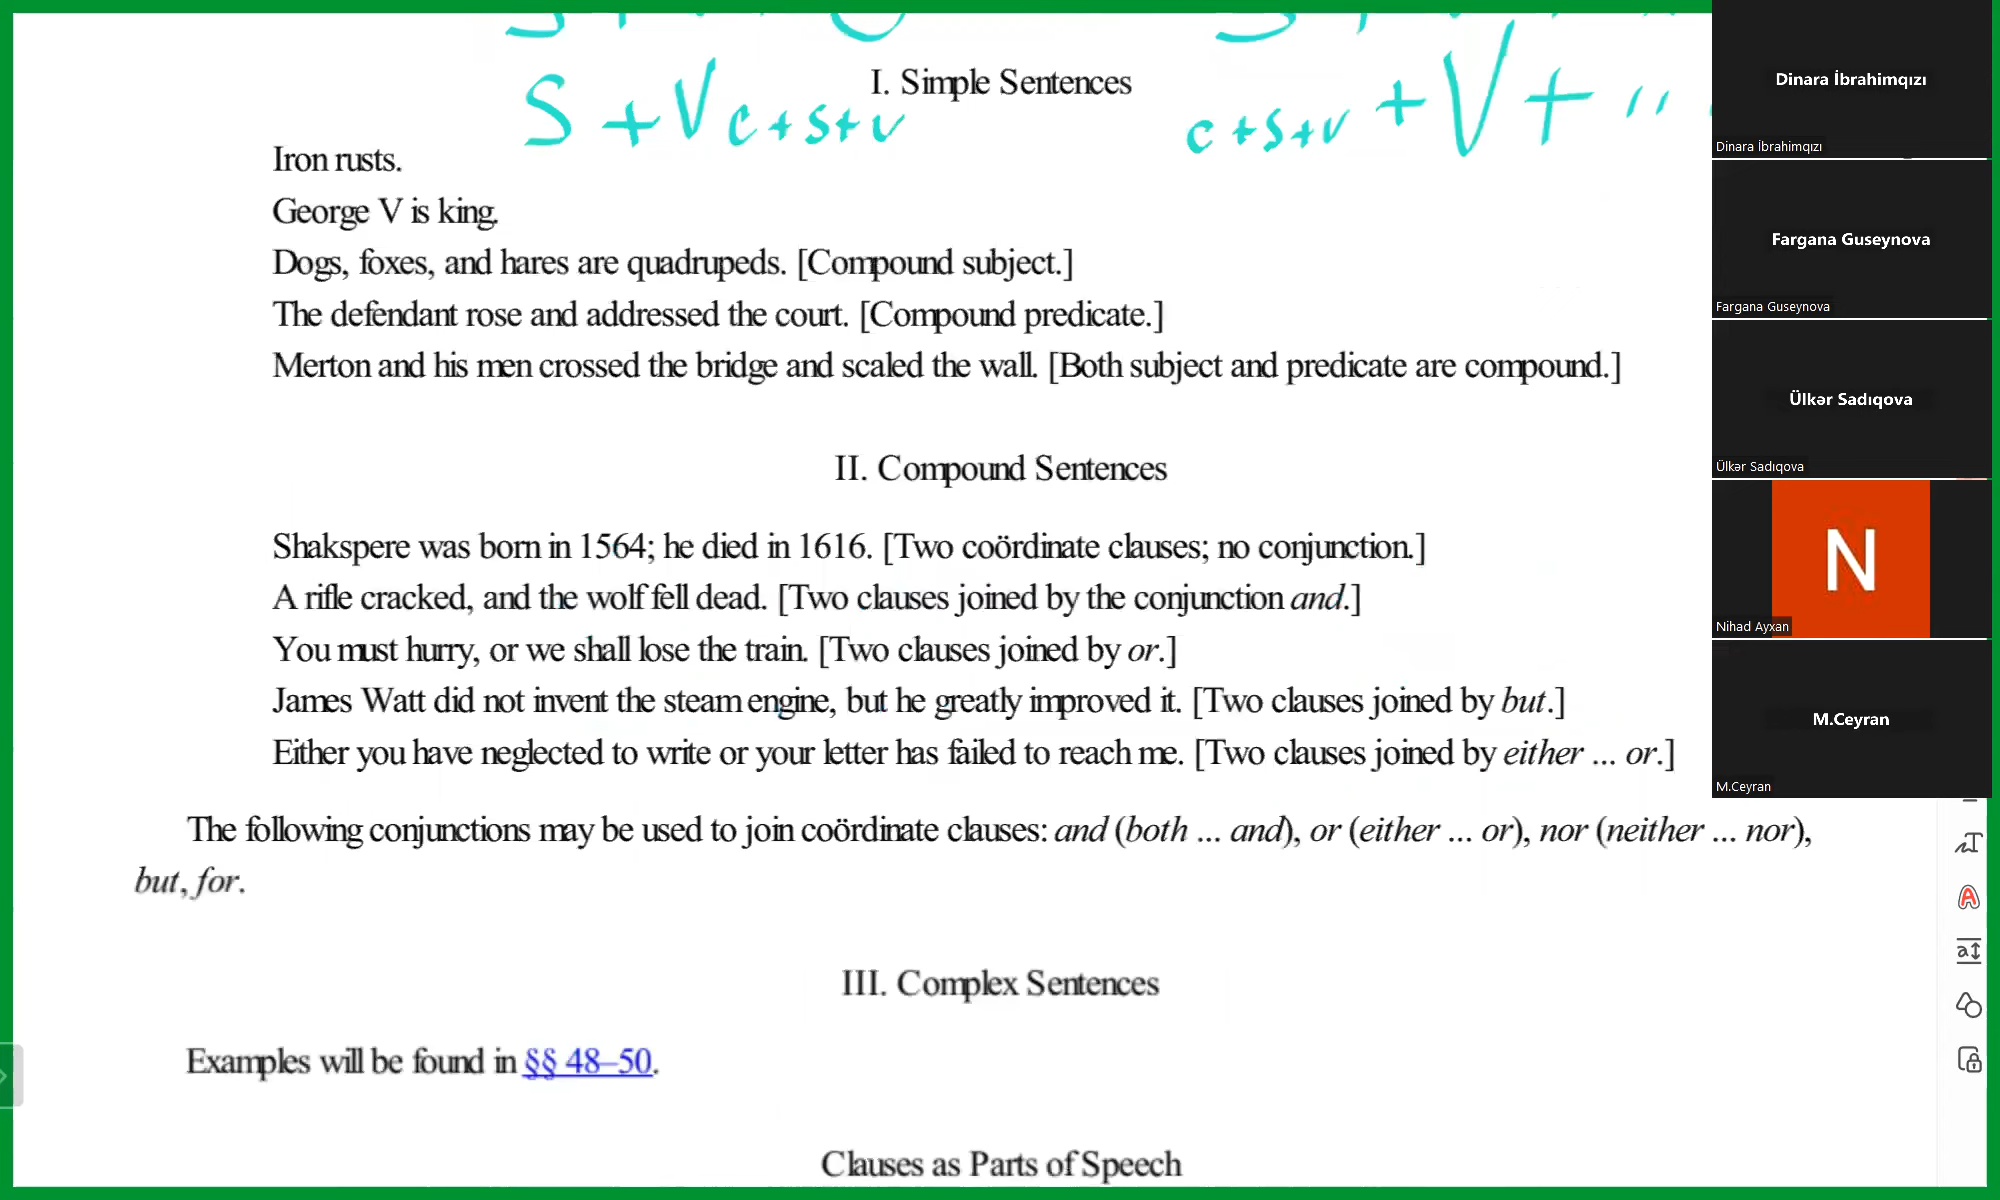 I. Simple Sentences
S + V c + s + v
c + s + v + V + "
Iron rusts.
George V is king.
Dogs, foxes, and hares are quadrupeds. [Compound subject.]
The defendant rose and addressed the court. [Compound predicate.]
Merton and his men crossed the bridge and scaled the wall. [Both subject and predicate are compound.]
II. Compound Sentences
Shakspere was born in 1564; he died in 1616. [Two coördinate clauses; no conjunction.]
A rifle cracked, and the wolf fell dead. [Two clauses joined by the conjunction and.]
You must hurry, or we shall lose the train. [Two clauses joined by or.]
James Watt did not invent the steam engine, but he greatly improved it. [Two clauses joined by but.]
Either you have neglected to write or your letter has failed to reach me. [Two clauses joined by either ... or.]
The following conjunctions may be used to join coördinate clauses: and (both ... and), or (either ... or), nor (neither ... nor),
but, for.
III. Complex Sentences
Examples will be found in §§ 48–50.
Clauses as Parts of Speech
Dinara İbrahimqızı
Dinara İbrahimqızı
Fargana Guseynova
Fargana Guseynova
Ülkər Sadıqova
Ülkər Sadıqova
N
Nihad Ayxan
M.Ceyran
M.Ceyran